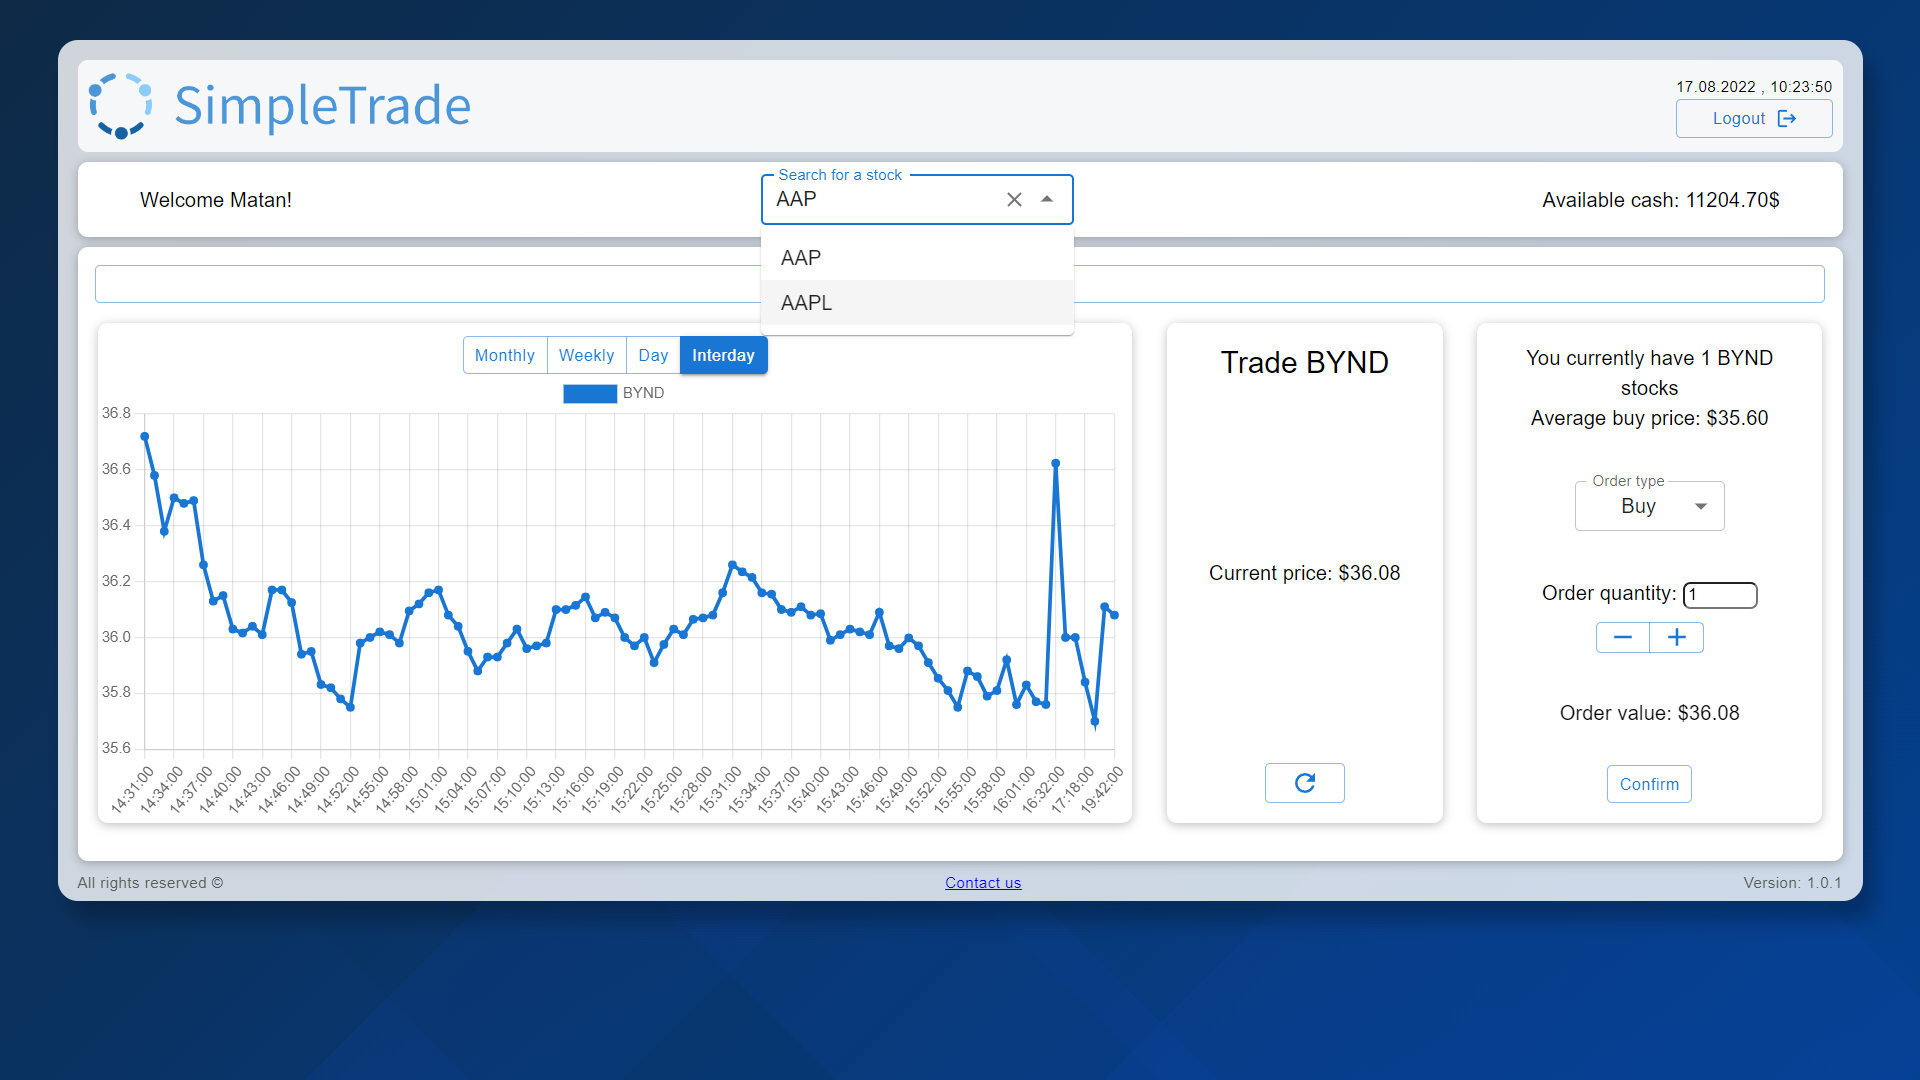 SimpleTrade
17.08.2022 , 10:23:50
Logout
Welcome Matan!
Search for a stock
AAP
Available cash: 11204.70$
AAP
AAPL
Monthly
Weekly
Day
Interday
BYND
36.8
36.6
36.4
36.2
36.0
35.8
35.6
14:31:00
14:34:00
14:37:00
14:40:00
14:43:00
14:46:00
14:49:00
14:52:00
14:55:00
14:58:00
15:01:00
15:04:00
15:07:00
15:10:00
15:13:00
15:16:00
15:19:00
15:22:00
15:25:00
15:28:00
15:31:00
15:34:00
15:37:00
15:40:00
15:43:00
15:46:00
15:49:00
15:52:00
15:55:00
15:58:00
16:01:00
16:32:00
17:18:00
19:42:00
Trade BYND
Current price: $36.08
You currently have 1 BYND
stocks
Average buy price: $35.60
Order type
Buy
Order quantity: 1
Order value: $36.08
Confirm
All rights reserved ©
Contact us
Version: 1.0.1